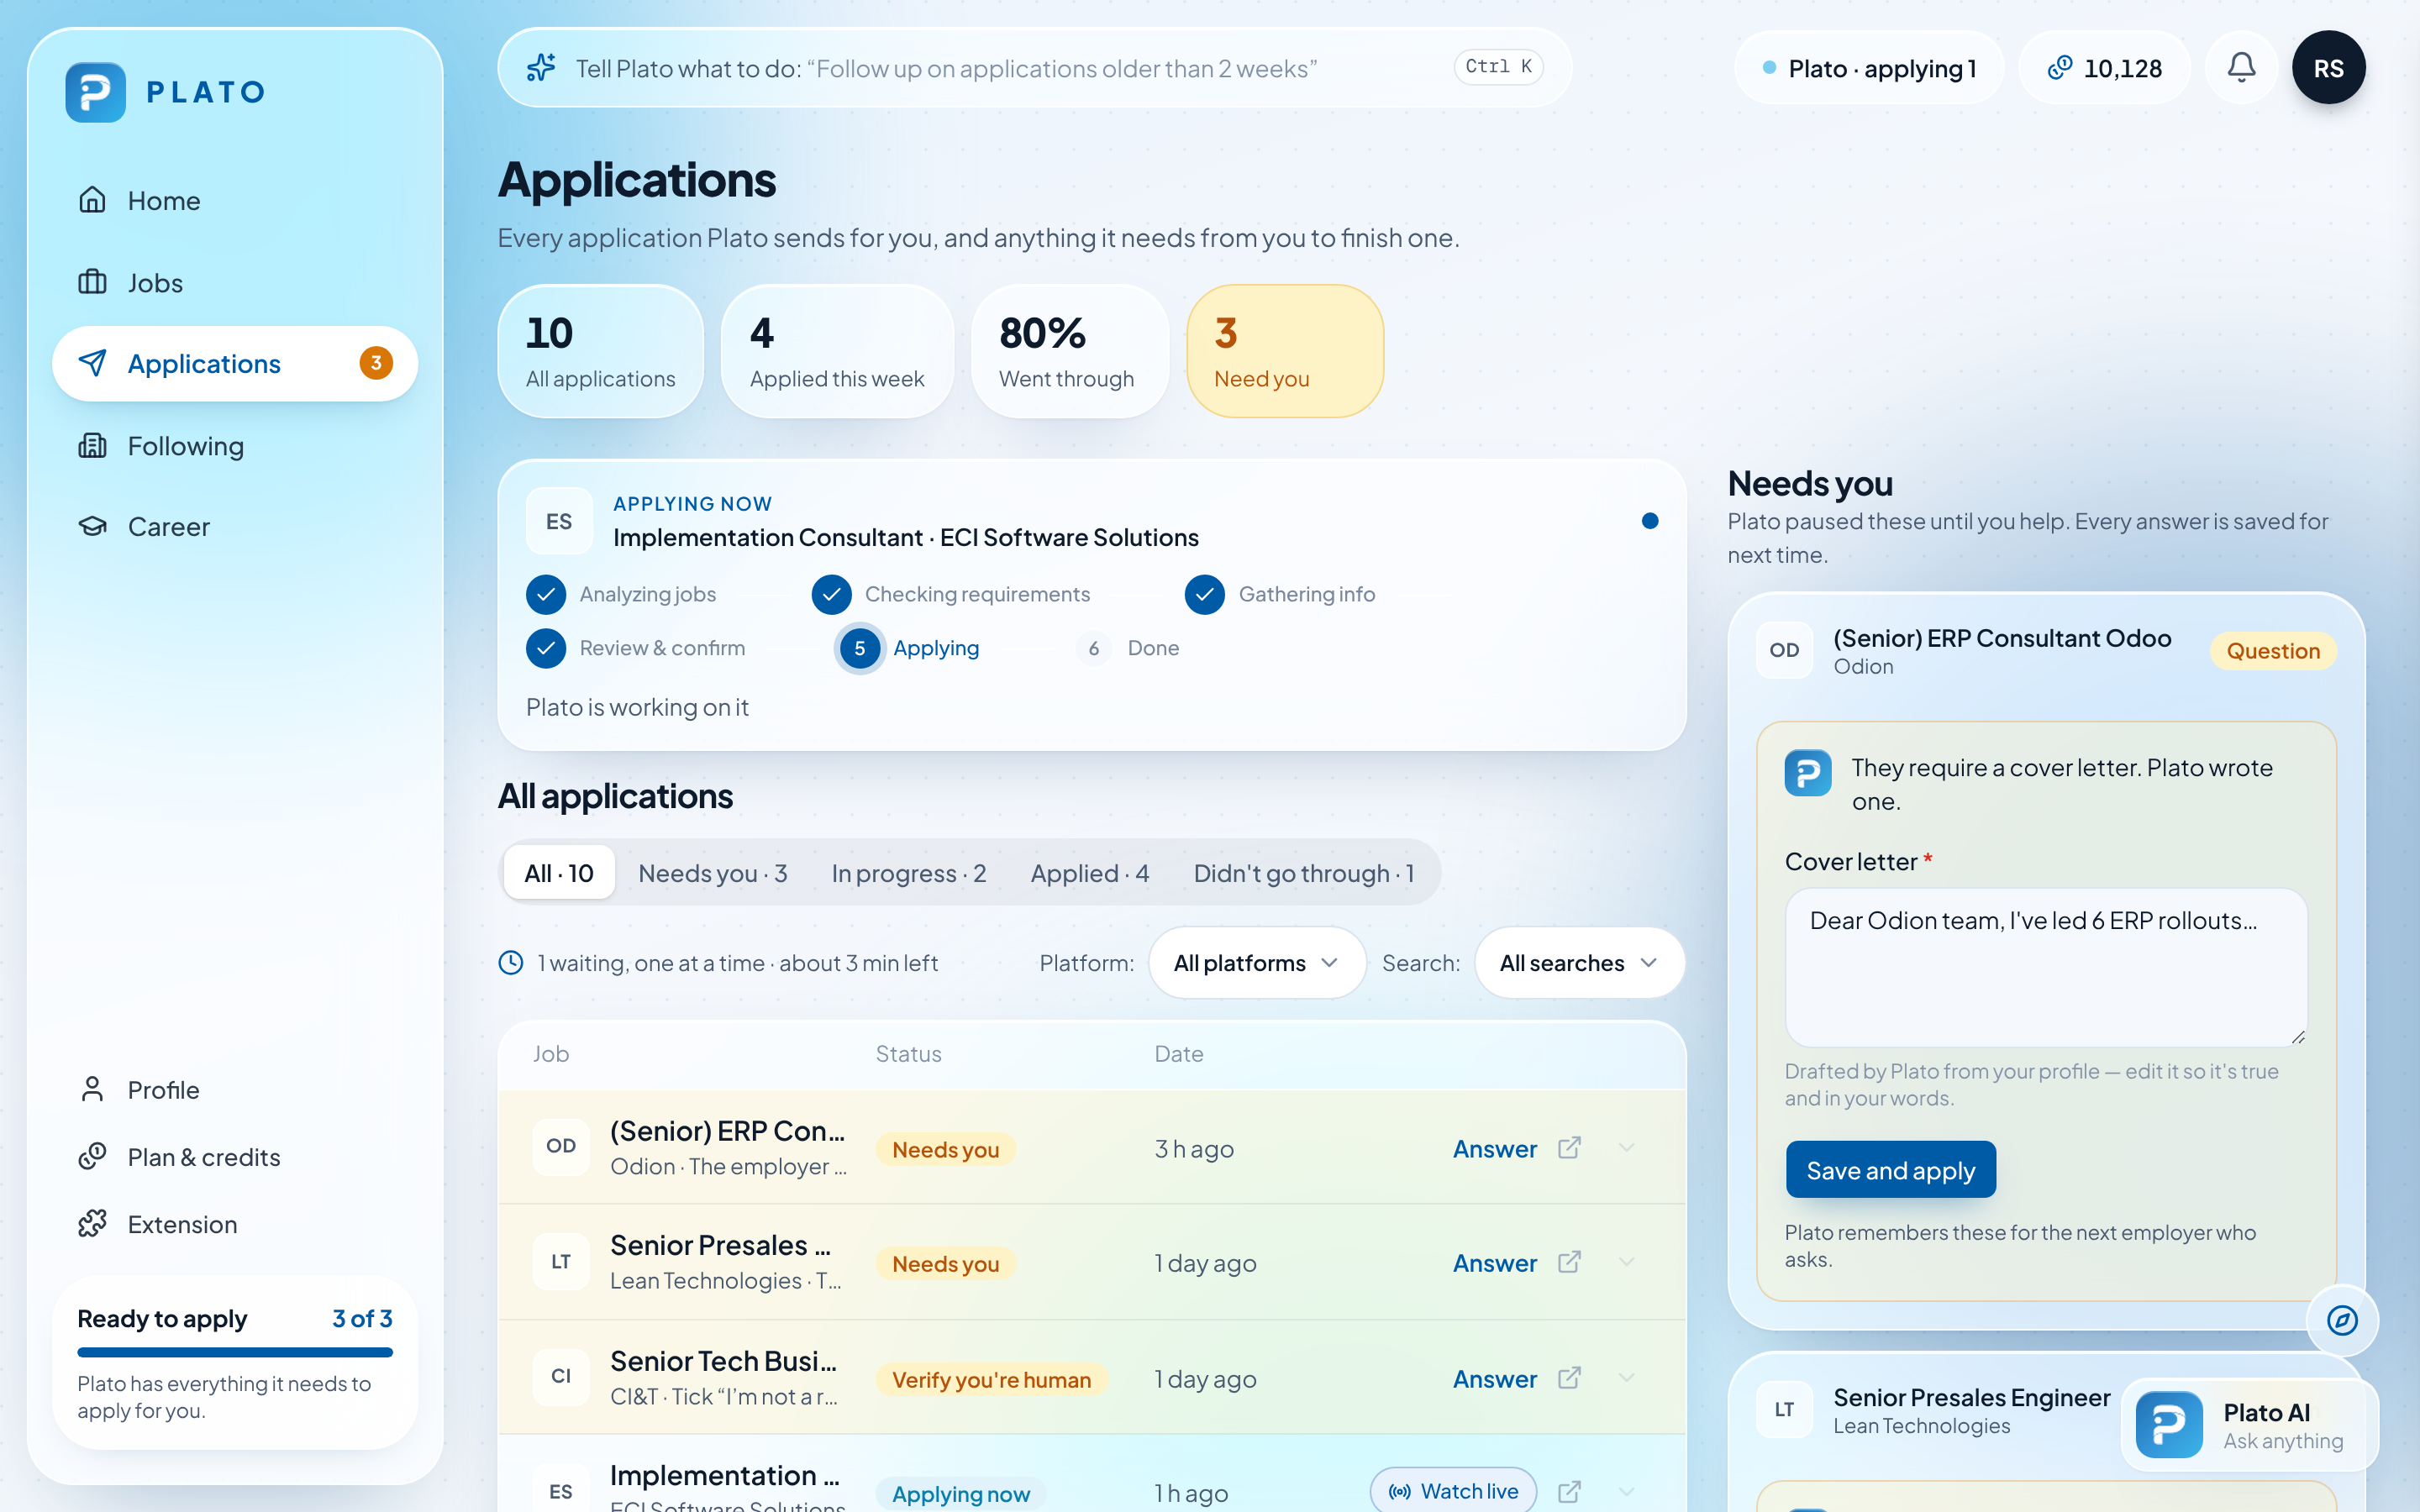 PLATO
Home
Jobs
Applications 3
Following
Career
Profile
Plan & credits
Extension
Ready to apply 3 of 3
Plato has everything it needs to
apply for you.
Tell Plato what to do: “Follow up on applications older than 2 weeks” Ctrl K
Plato · applying 1
10,128
RS
Applications
Every application Plato sends for you, and anything it needs from you to finish one.
10
All applications
4
Applied this week
80%
Went through
3
Need you
ES
APPLYING NOW
Implementation Consultant · ECI Software Solutions
Analyzing jobs Checking requirements Gathering info
Review & confirm 5 Applying 6 Done
Plato is working on it
All applications
All · 10 Needs you · 3 In progress · 2 Applied · 4 Didn't go through · 1
1 waiting, one at a time · about 3 min left Platform: All platforms Search: All searches
Job Status Date
OD (Senior) ERP Con... Needs you 3 h ago Answer
Odion · The employer ...
LT Senior Presales ... Needs you 1 day ago Answer
Lean Technologies · T...
CI Senior Tech Busi... Verify you're human 1 day ago Answer
CI&T · Tick “I’m not a r...
ES Implementation ... Applying now 1 h ago Watch live
ECI Software Solutions
Needs you
Plato paused these until you help. Every answer is saved for
next time.
OD (Senior) ERP Consultant Odoo Question
Odion
They require a cover letter. Plato wrote
one.
Cover letter *
Dear Odion team, I've led 6 ERP rollouts...
Drafted by Plato from your profile — edit it so it's true
and in your words.
Save and apply
Plato remembers these for the next employer who
asks.
LT Senior Presales Engineer
Lean Technologies
Plato AI
Ask anything